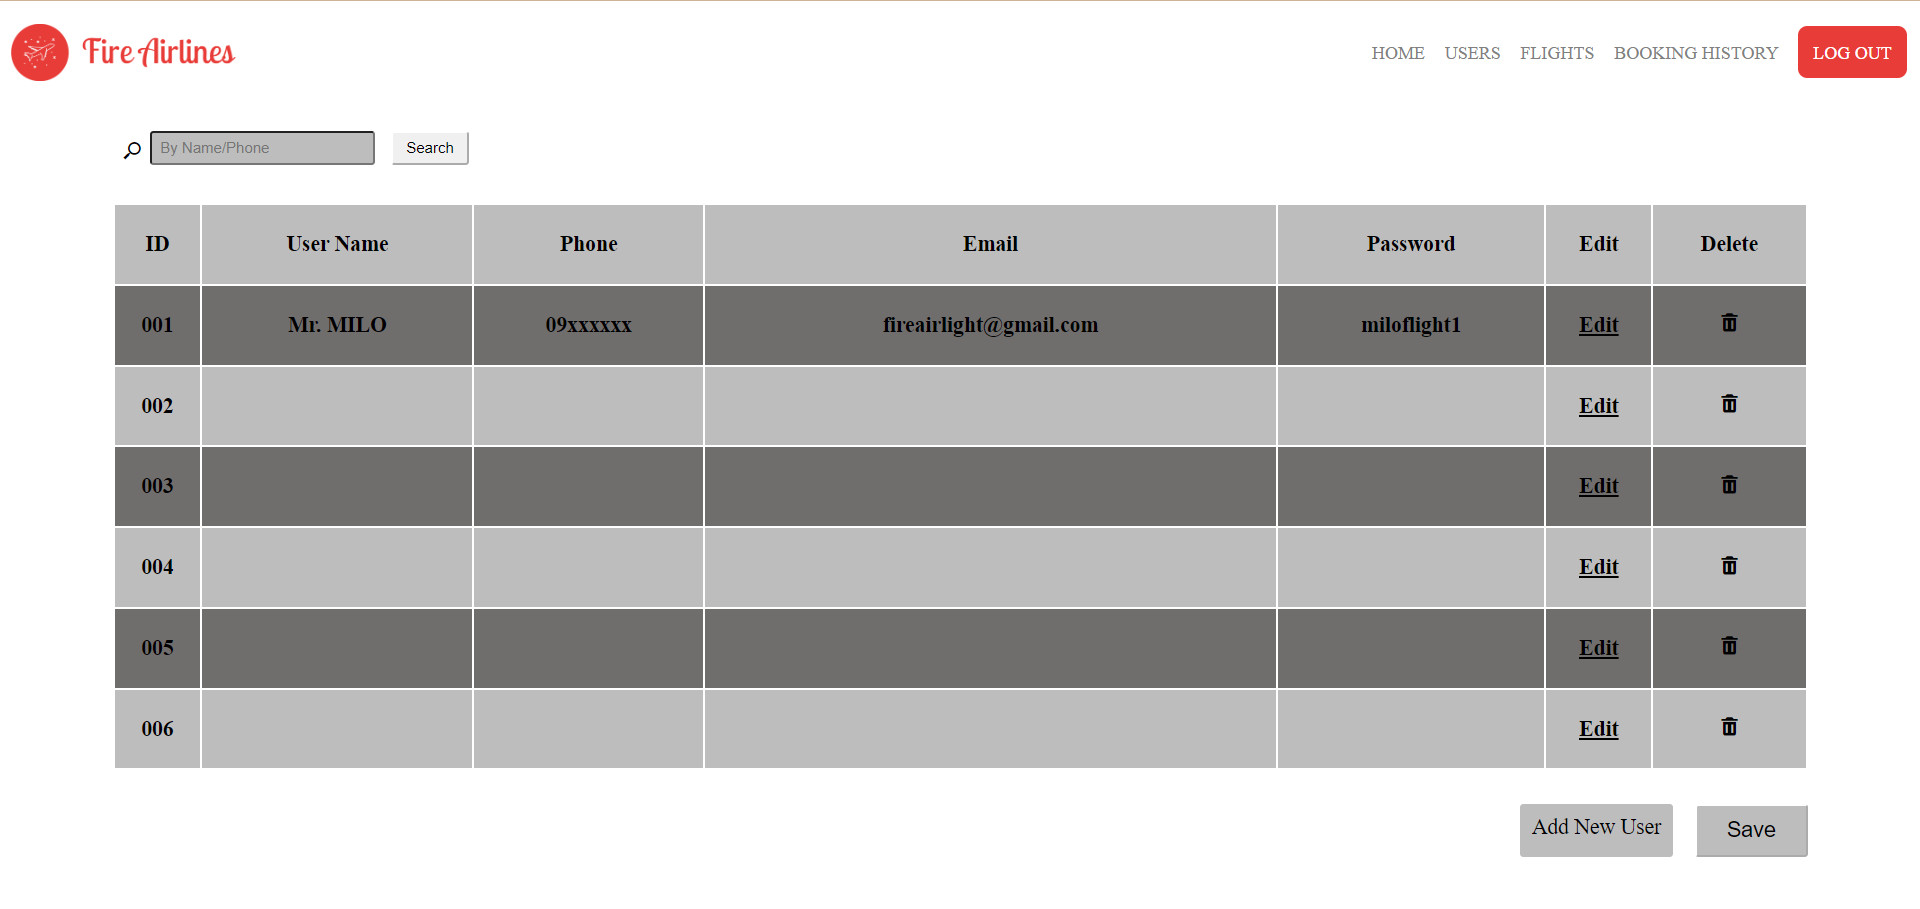 Fire Airlines
HOME USERS FLIGHTS BOOKING HISTORY LOG OUT
By Name/Phone Search
ID User Name Phone Email Password Edit Delete
001 Mr. MILO 09xxxxxx fireairlight@gmail.com miloflight1 Edit
002 Edit
003 Edit
004 Edit
005 Edit
006 Edit
Add New User Save